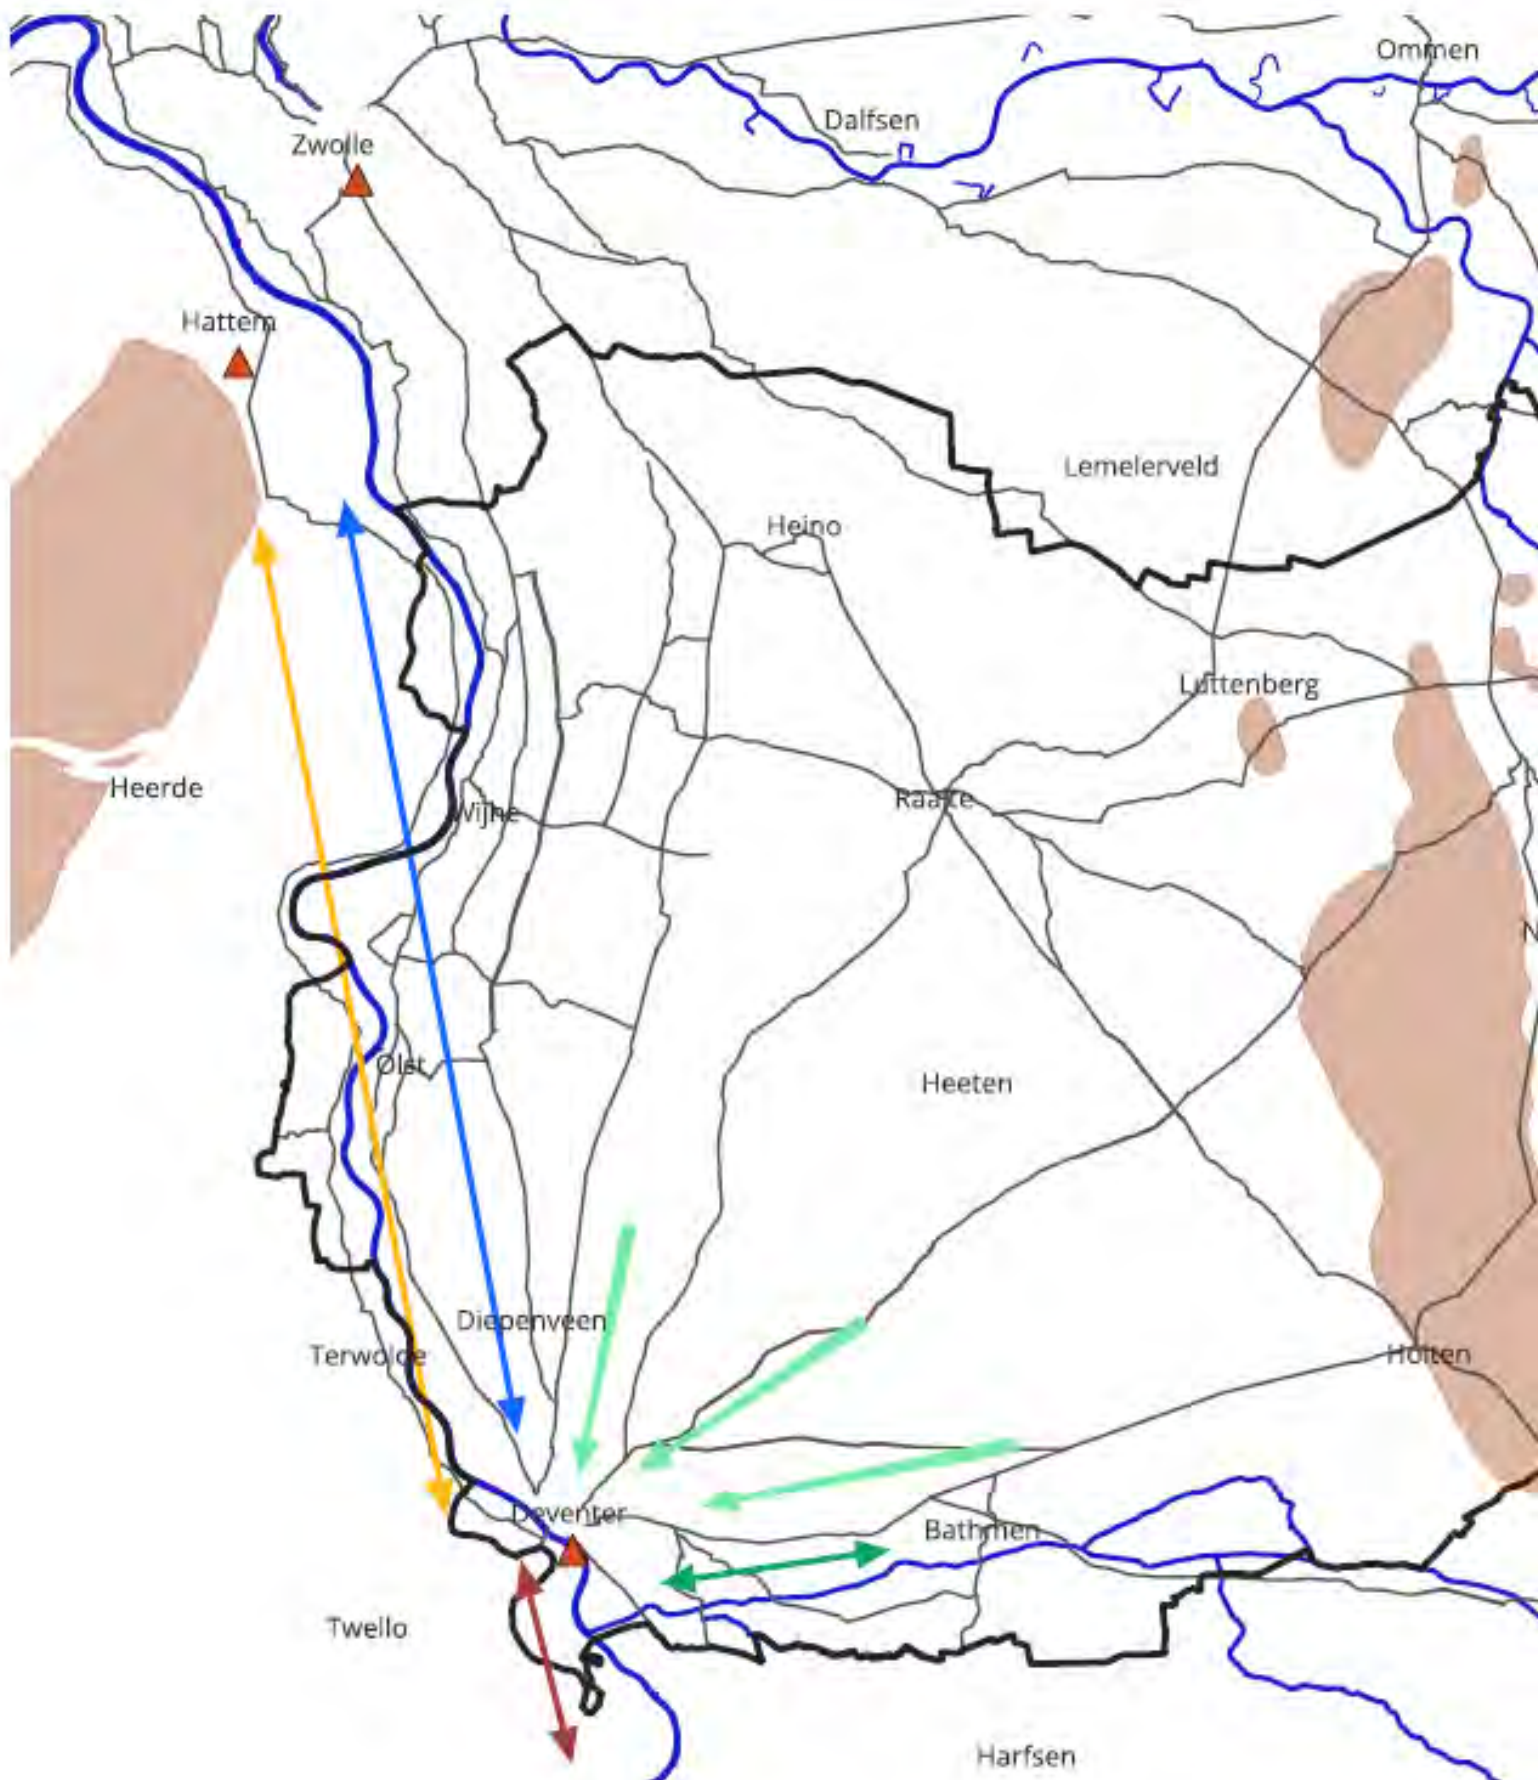 Ommen
Dalfsen
Zwolle
Hattem
Lemelerveld
Heino
Luttenberg
Heerde
Wijhe
Raalte
N
Olst
Heeten
Diepenveen
Terwolde
Holten
Deventer
Bathmen
Twello
Harfsen